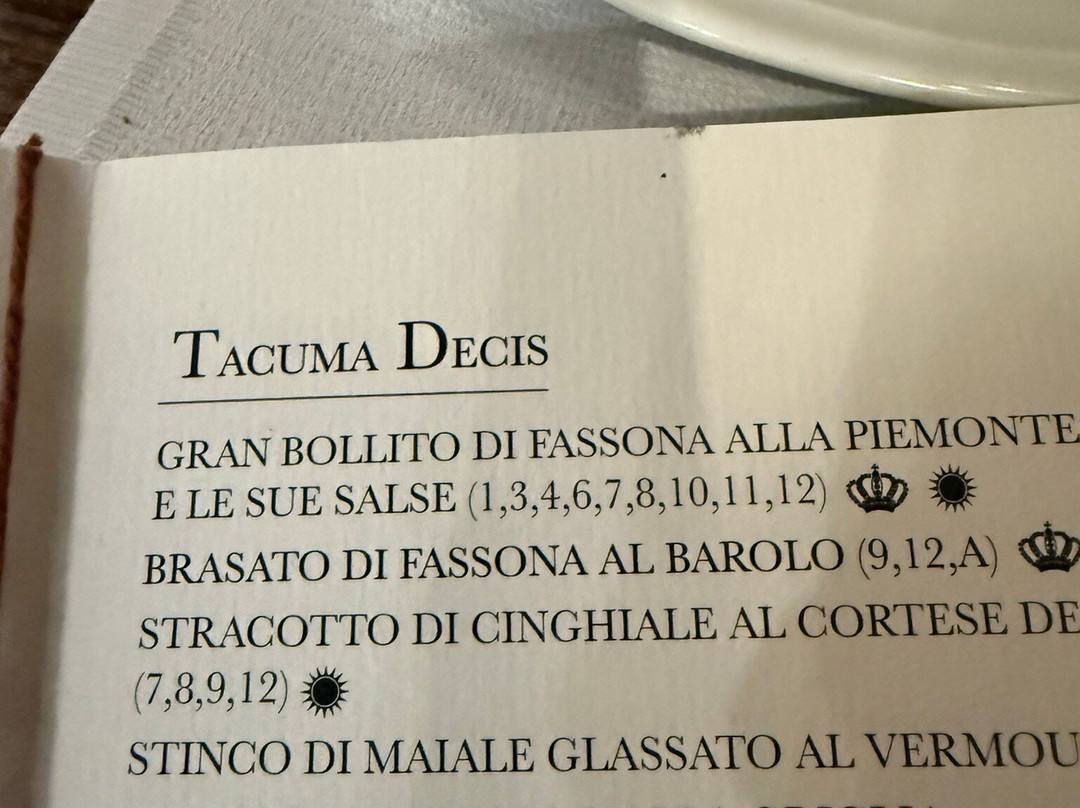 TACUMA DECIS
GRAN BOLLITO DI FASSONA ALLA PIEMONTE
E LE SUE SALSE (1,3,4,6,7,8,10,11,12)
BRASATO DI FASSONA AL BAROLO (9,12,A)
STRACOTTO DI CINGHIALE AL CORTESE DE
(7,8,9,12)
STINCO DI MAIALE GLASSATO AL VERMOU